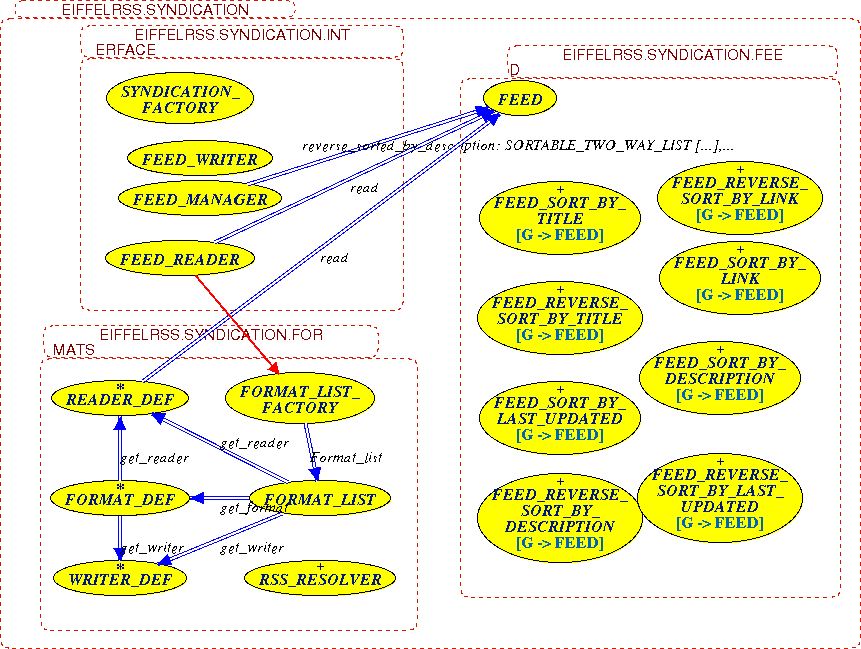 EIFFELRSS.SYNDICATION
EIFFELRSS.SYNDICATION.INT
ERFACE
SYNDICATION_
FACTORY
FEED_WRITER
FEED_MANAGER
FEED_READER
EIFFELRSS.SYNDICATION.FEE
D
FEED
reverse_sorted_by_description: SORTABLE_TWO_WAY_LIST [...],...
read
read
+
FEED_SORT_BY_
TITLE
[G -> FEED]
+
FEED_REVERSE_
SORT_BY_LINK
[G -> FEED]
+
FEED_SORT_BY_
LINK
[G -> FEED]
+
FEED_REVERSE_
SORT_BY_TITLE
[G -> FEED]
+
FEED_SORT_BY_
DESCRIPTION
[G -> FEED]
+
FEED_SORT_BY_
LAST_UPDATED
[G -> FEED]
+
FEED_REVERSE_
SORT_BY_LAST_
UPDATED
[G -> FEED]
+
FEED_REVERSE_
SORT_BY_
DESCRIPTION
[G -> FEED]
EIFFELRSS.SYNDICATION.FOR
MATS
*
READER_DEF
FORMAT_LIST_
FACTORY
get_reader
get_reader
Format_list
*
FORMAT_DEF
FORMAT_LIST
get_format
get_writer
get_writer
*
WRITER_DEF
+
RSS_RESOLVER